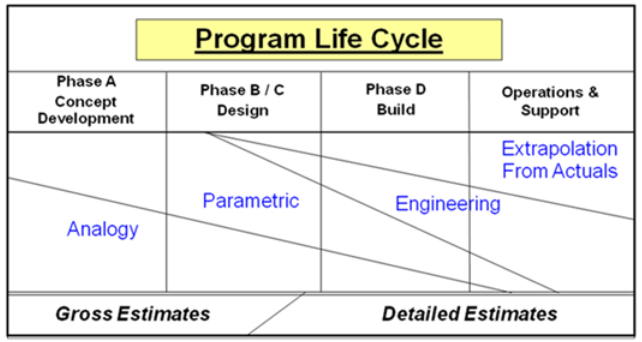 Program Life Cycle
Phase A
Concept
Development
Phase B / C
Design
Phase D
Build
Operations &
Support
Extrapolation
From Actuals
Parametric
Engineering
Analogy
Gross Estimates
Detailed Estimates